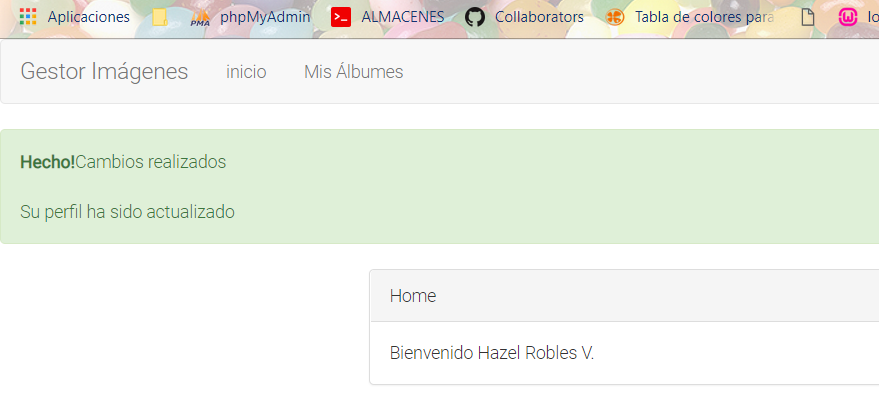 Aplicaciones phpMyAdmin ALMACENES Collaborators Tabla de colores para
Gestor Imágenes inicio Mis Álbumes
Hecho!Cambios realizados
Su perfil ha sido actualizado
Home
Bienvenido Hazel Robles V.